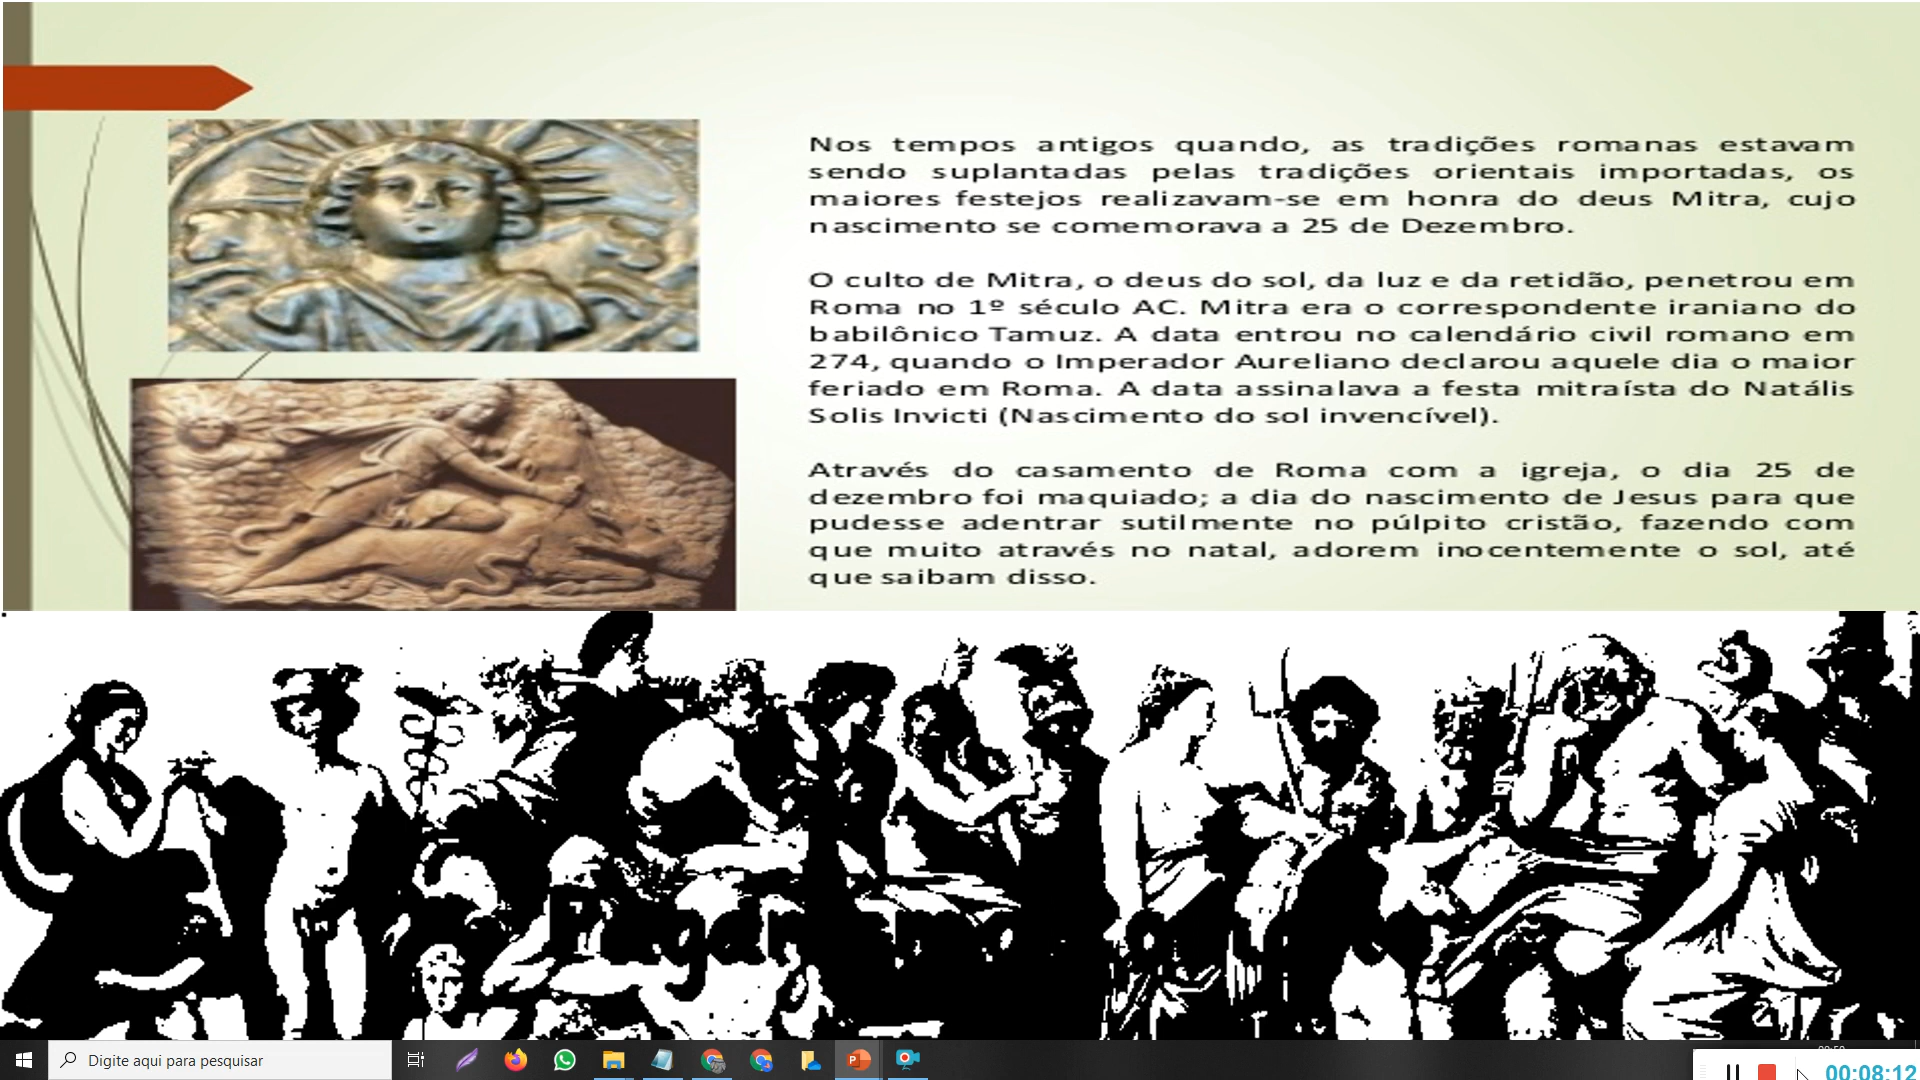 Nos tempos antigos quando, as tradições romanas estavam
sendo suplantadas pelas tradições orientais importadas, os
maiores festejos realizavam-se em honra do deus Mitra, cujo
nascimento se comemorava a 25 de Dezembro.
O culto de Mitra, o deus do sol, da luz e da retidão, penetrou em
Roma no 1º século AC. Mitra era o correspondente iraniano do
babilônico Tamuz. A data entrou no calendário civil romano em
274, quando o Imperador Aureliano declarou aquele dia o maior
feriado em Roma. A data assinalava a festa mitraísta do Natális
Solis Invicti (Nascimento do sol invencível).
Através do casamento de Roma com a igreja, o dia 25 de
dezembro foi maquiado; a dia do nascimento de Jesus para que
pudesse adentrar sutilmente no púlpito cristão, fazendo com
que muito através no natal, adorem inocentemente o sol, até
que saibam disso.
Digite aqui para pesquisar
00:08:12